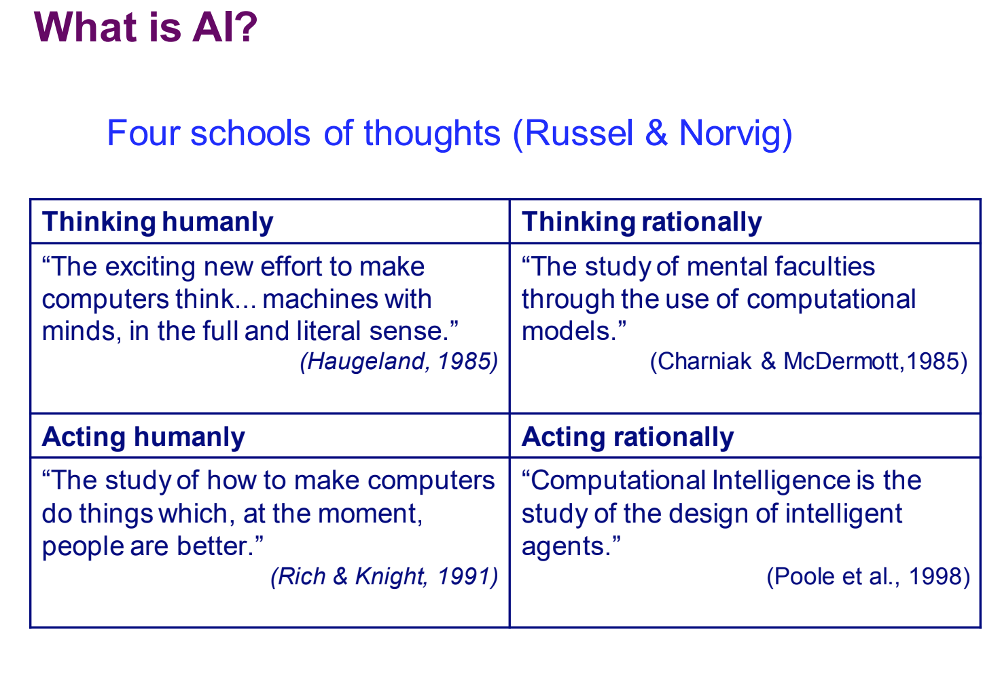 What is AI?
Four schools of thoughts (Russel & Norvig)
Thinking humanly
“The exciting new effort to make
computers think... machines with
minds, in the full and literal sense.”
(Haugeland, 1985)
Thinking rationally
“The study of mental faculties
through the use of computational
models.”
(Charniak & McDermott,1985)
Acting humanly
“The study of how to make computers
do things which, at the moment,
people are better.”
(Rich & Knight, 1991)
Acting rationally
“Computational Intelligence is the
study of the design of intelligent
agents.”
(Poole et al., 1998)